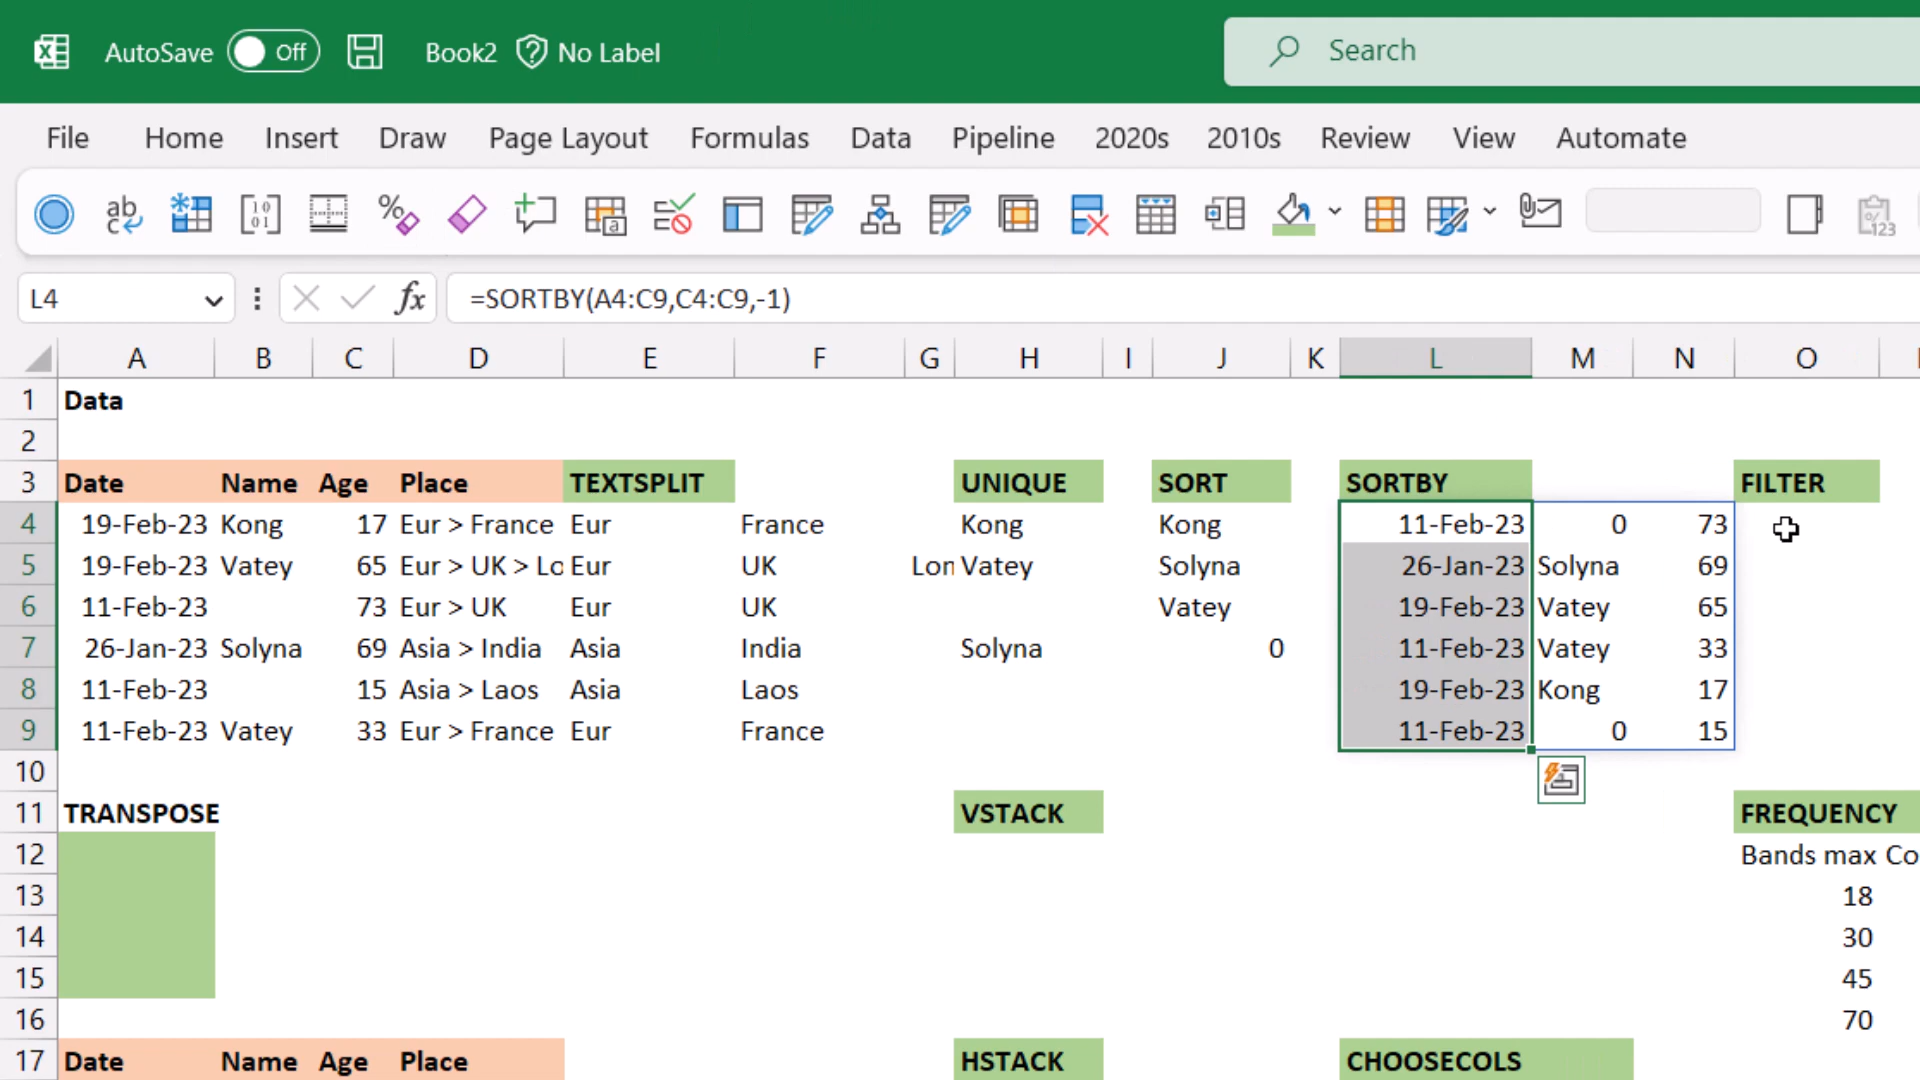 AutoSave Off Book2 No Label Search
File Home Insert Draw Page Layout Formulas Data Pipeline 2020s 2010s Review View Automate
L4 fx =SORTBY(A4:C9,C4:C9,-1)
A B C D E F G H I J K L M N O
1 Data
2
3 Date Name Age Place TEXTSPLIT UNIQUE SORT SORTBY FILTER
4 19-Feb-23 Kong 17 Eur > France Eur France Kong Kong 11-Feb-23 0 73
5 19-Feb-23 Vatey 65 Eur > UK > Lo Eur UK Lon Vatey Solyna 26-Jan-23 Solyna 69
6 11-Feb-23 73 Eur > UK Eur UK Vatey 19-Feb-23 Vatey 65
7 26-Jan-23 Solyna 69 Asia > India Asia India Solyna 0 11-Feb-23 Vatey 33
8 11-Feb-23 15 Asia > Laos Asia Laos 19-Feb-23 Kong 17
9 11-Feb-23 Vatey 33 Eur > France Eur France 11-Feb-23 0 15
10
11 TRANSPOSE VSTACK FREQUENCY
12 Bands max Co
13 18
14 30
15 45
16 70
17 Date Name Age Place HSTACK CHOOSECOLS